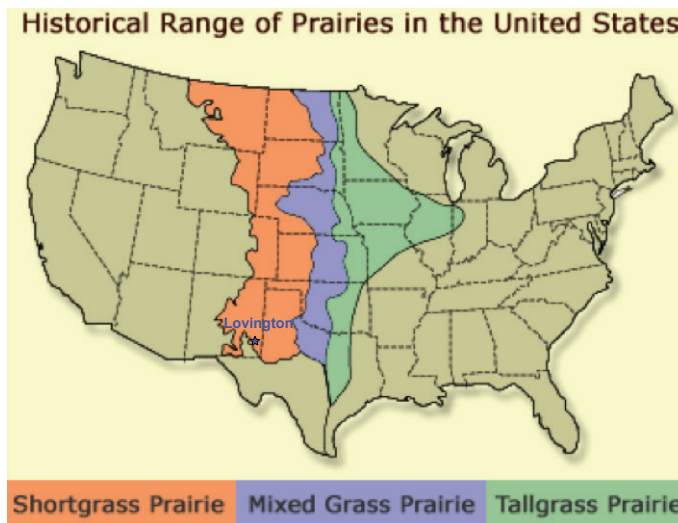 Historical Range of Prairies in the United States
Lovington
Shortgrass Prairie Mixed Grass Prairie Tallgrass Prairie